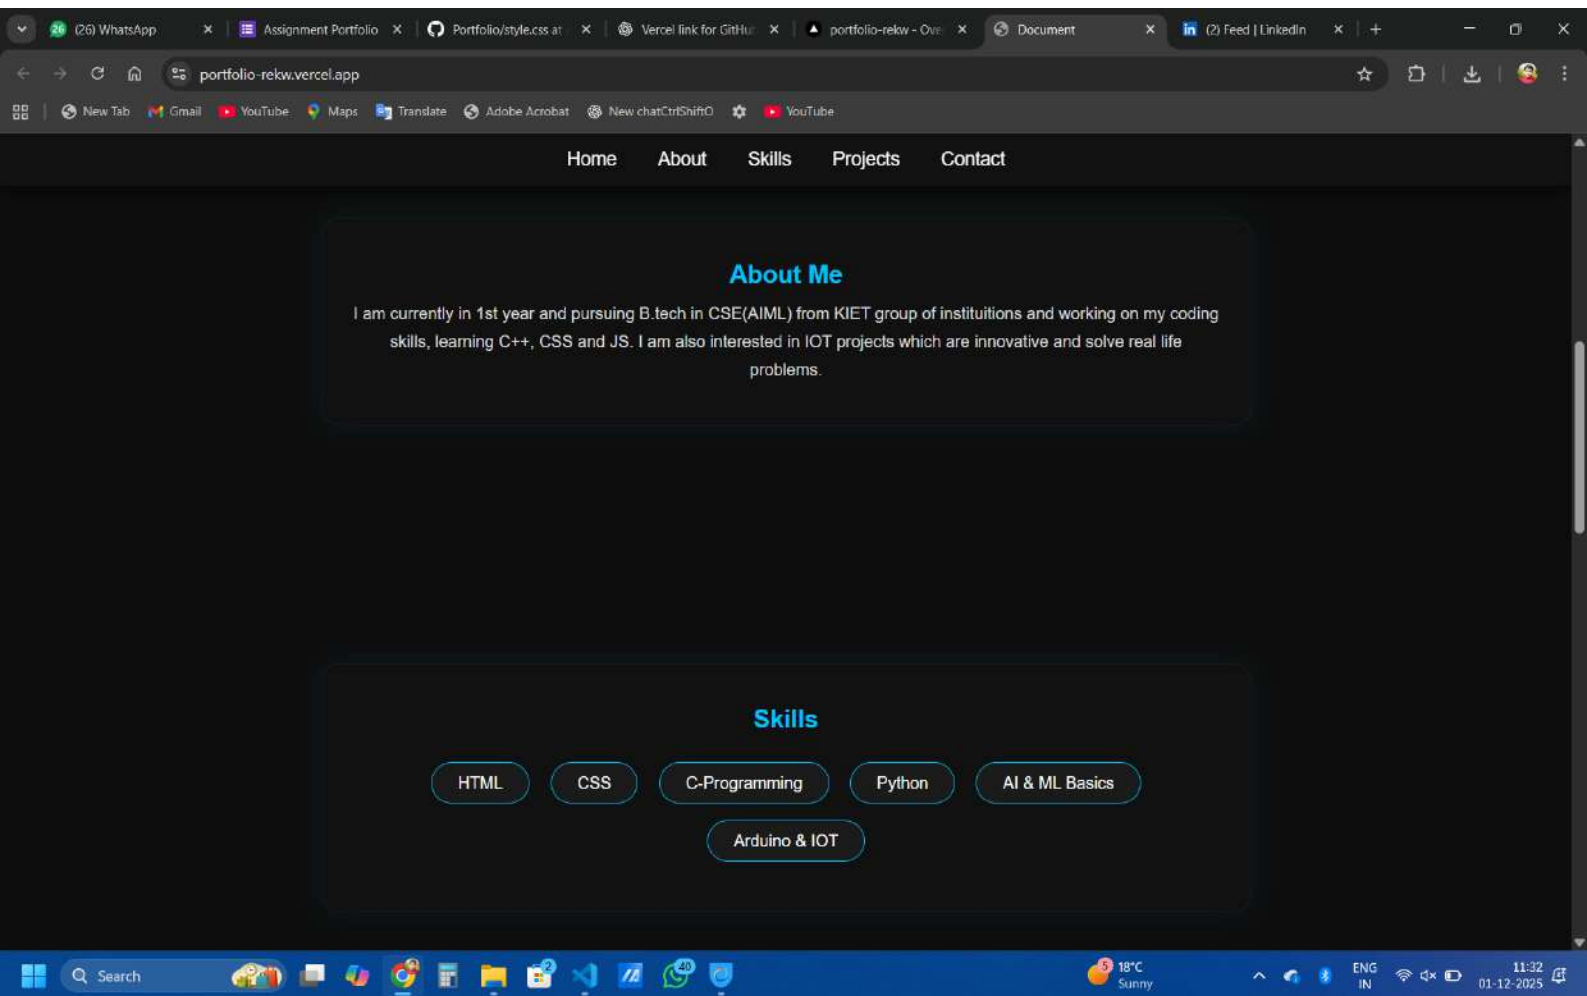 26 (26) WhatsApp
Assignment Portfolio
Portfolio/style.css at
Vercel link for GitHu
portfolio-rekw - Ove
Document
in (2) Feed | LinkedIn
portfolio-rekw.vercel.app
New Tab Gmail YouTube Maps Translate Adobe Acrobat New chatCtrlShiftO YouTube
Home About Skills Projects Contact
About Me
I am currently in 1st year and pursuing B.tech in CSE(AIML) from KIET group of instituitions and working on my coding
skills, learning C++, CSS and JS. I am also interested in IOT projects which are innovative and solve real life
problems.
Skills
HTML CSS C-Programming Python AI & ML Basics
Arduino & IOT
Search
2
40
5 18°C
Sunny
ENG
IN
11:32
01-12-2025